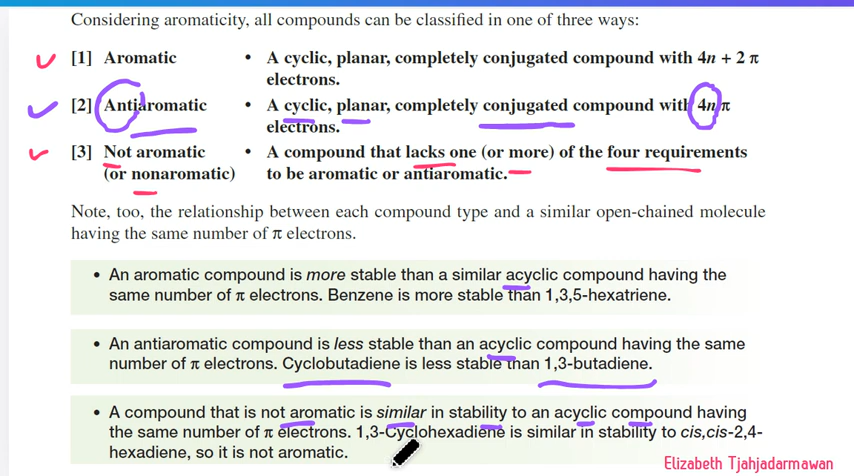 Considering aromaticity, all compounds can be classified in one of three ways:
[1] Aromatic • A cyclic, planar, completely conjugated compound with 4n + 2 π
electrons.
[2] Antiaromatic • A cyclic, planar, completely conjugated compound with 4n π
electrons.
[3] Not aromatic • A compound that lacks one (or more) of the four requirements
(or nonaromatic) to be aromatic or antiaromatic.
Note, too, the relationship between each compound type and a similar open-chained molecule
having the same number of π electrons.
• An aromatic compound is more stable than a similar acyclic compound having the
same number of π electrons. Benzene is more stable than 1,3,5-hexatriene.
• An antiaromatic compound is less stable than an acyclic compound having the same
number of π electrons. Cyclobutadiene is less stable than 1,3-butadiene.
• A compound that is not aromatic is similar in stability to an acyclic compound having
the same number of π electrons. 1,3-Cyclohexadiene is similar in stability to cis,cis-2,4-
hexadiene, so it is not aromatic.
Elizabeth Tjahjadarmawan